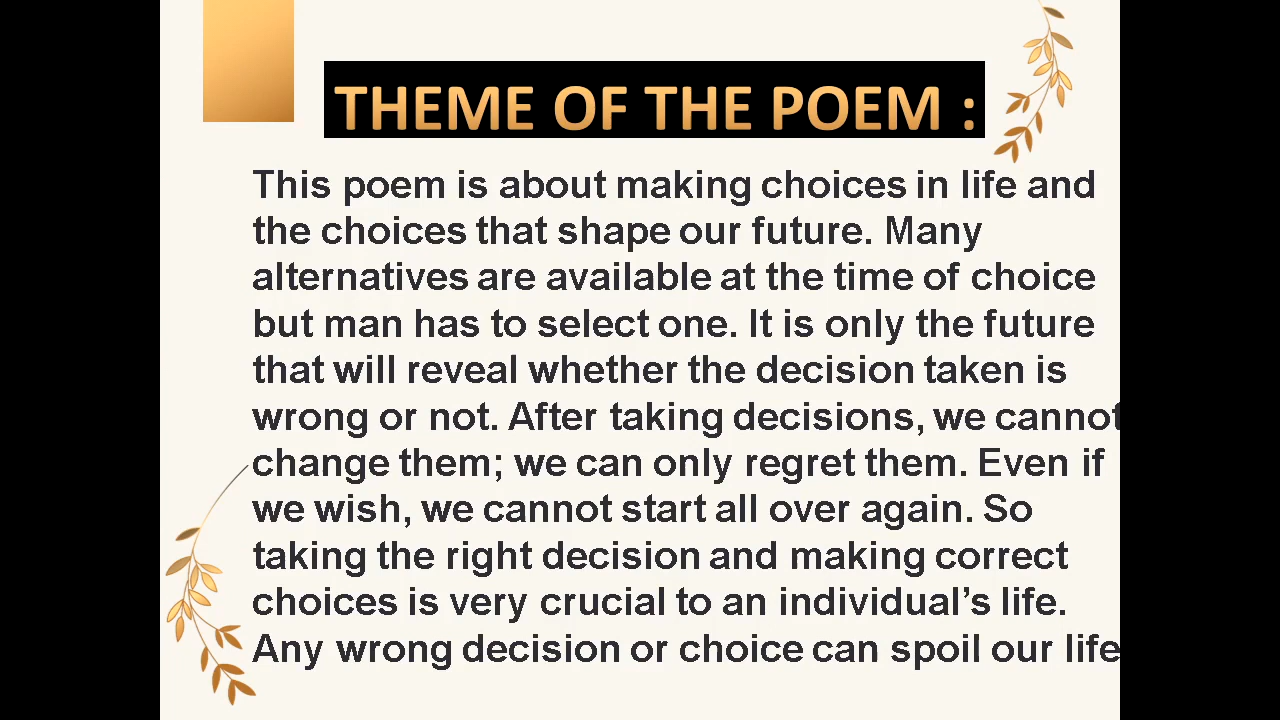 THEME OF THE POEM :
This poem is about making choices in life and
the choices that shape our future. Many
alternatives are available at the time of choice
but man has to select one. It is only the future
that will reveal whether the decision taken is
wrong or not. After taking decisions, we cannot
change them; we can only regret them. Even if
we wish, we cannot start all over again. So
taking the right decision and making correct
choices is very crucial to an individual’s life.
Any wrong decision or choice can spoil our life